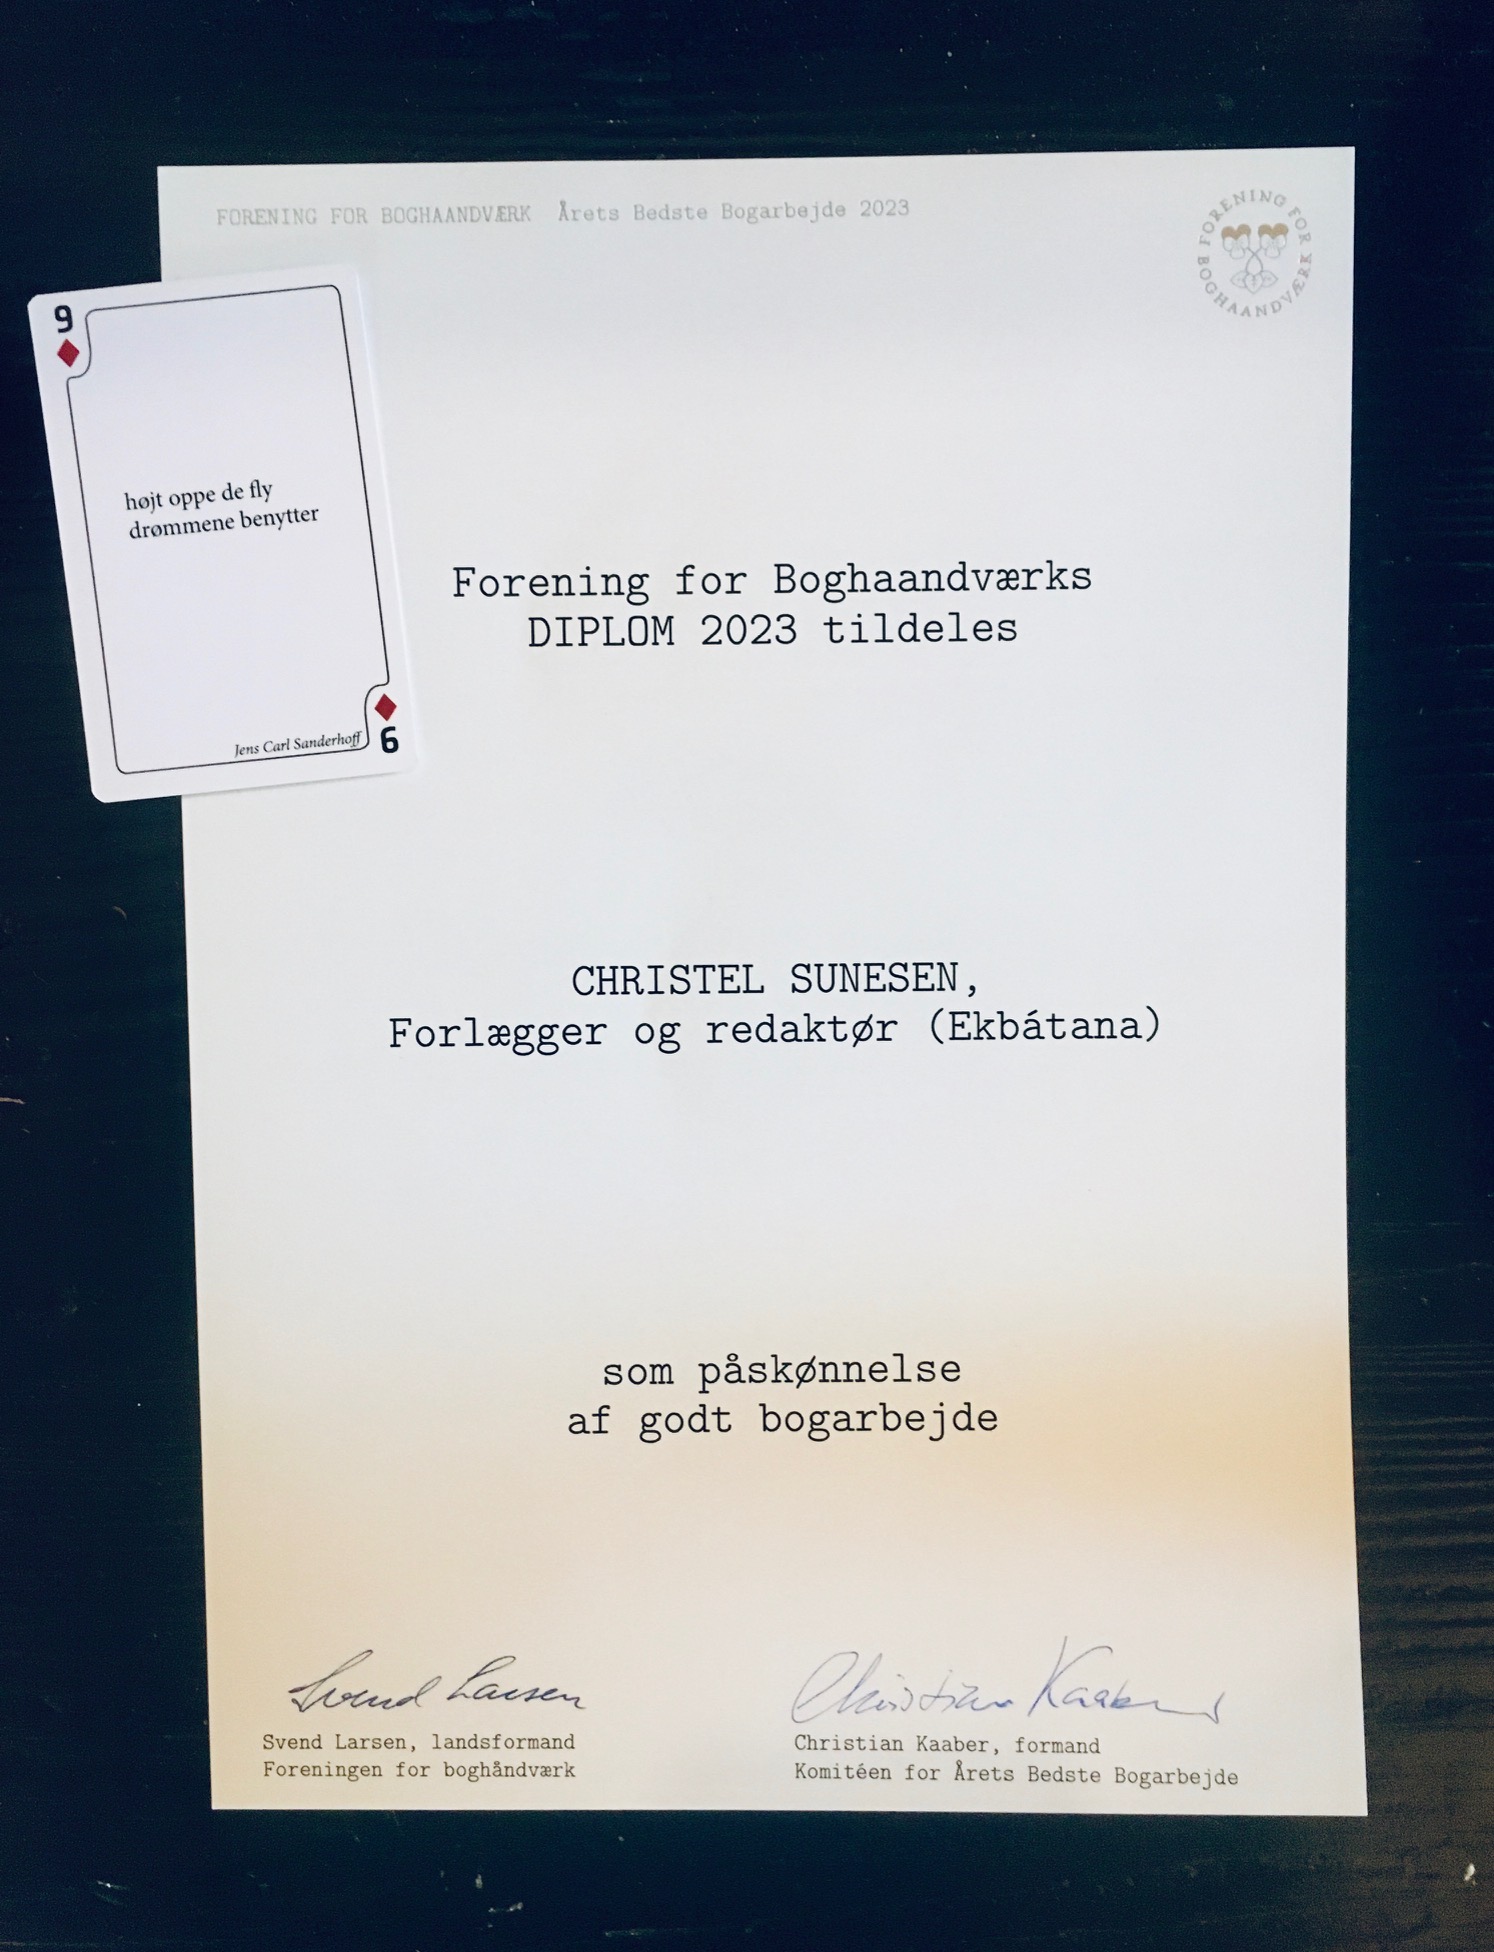 FORENING FOR BOGHAANDVÆRK Årets Bedste Bogarbejde 2023
FORENING FOR BOGHAANDVÆRK
9
højt oppe de fly
drømmene benytter
Jens Carl Sanderhoff
9
Forening for Boghaandværks
DIPLOM 2023 tildeles
CHRISTEL SUNESEN,
Forlægger og redaktør (Ekbátana)
som påskønnelse
af godt bogarbejde
Svend Larsen
Christian Kaaber
Svend Larsen, landsformand
Foreningen for boghåndværk
Christian Kaaber, formand
Komitéen for Årets Bedste Bogarbejde